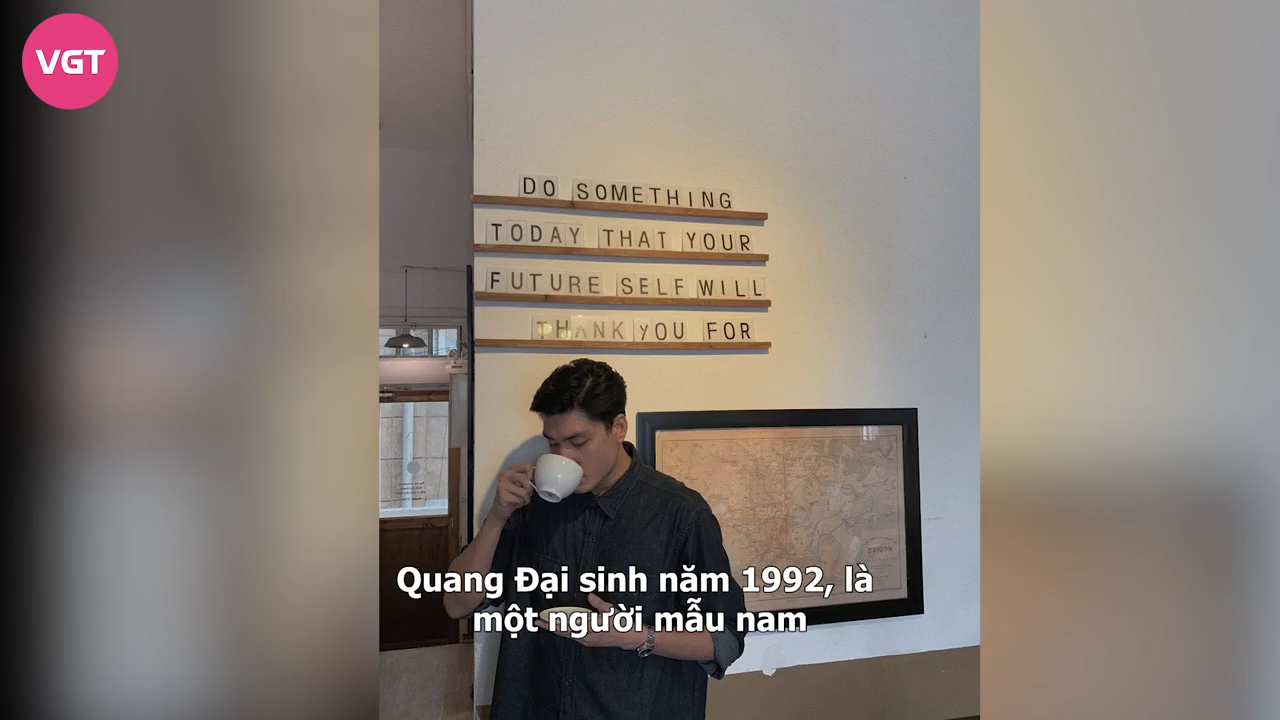 VGT
DO SOMETHING
TODAY THAT YOUR
FUTURE SELF WILL
THANK YOU FOR
SAIGON
Quang Đại sinh năm 1992, là
một người mẫu nam